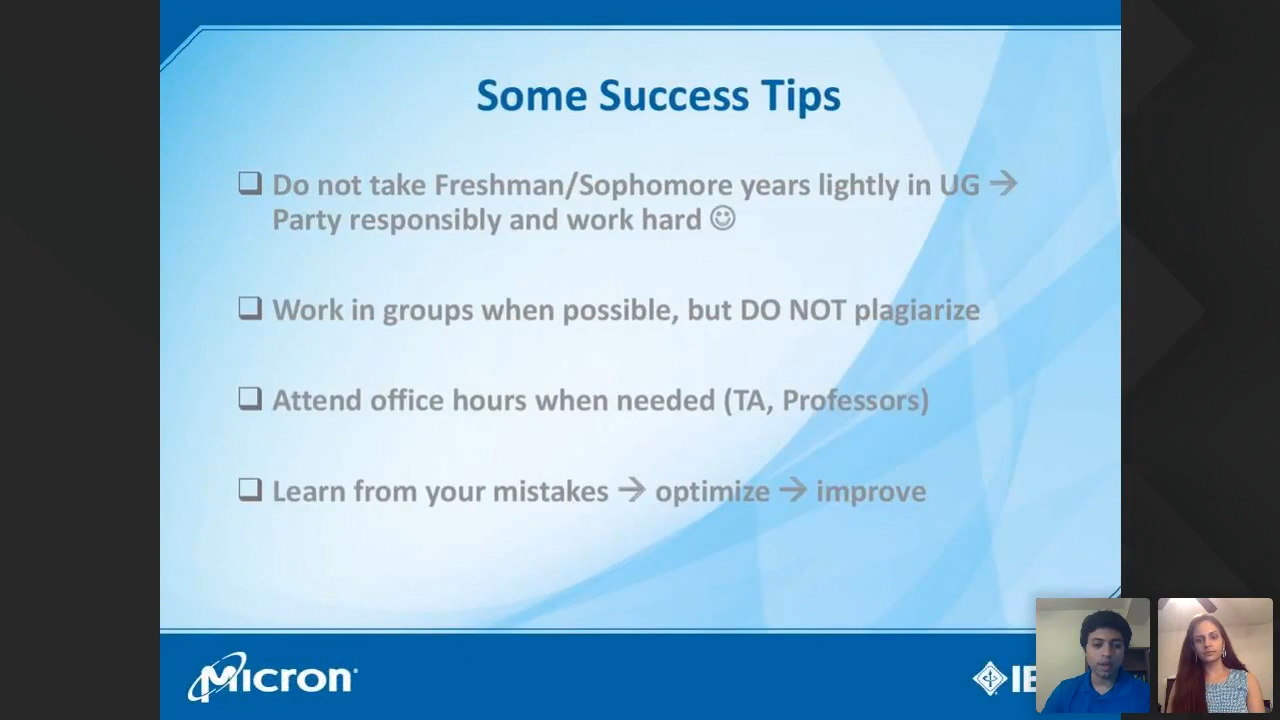 Some Success Tips
❑ Do not take Freshman/Sophomore years lightly in UG →
Party responsibly and work hard ☺
❑ Work in groups when possible, but DO NOT plagiarize
❑ Attend office hours when needed (TA, Professors)
❑ Learn from your mistakes → optimize → improve
Micron